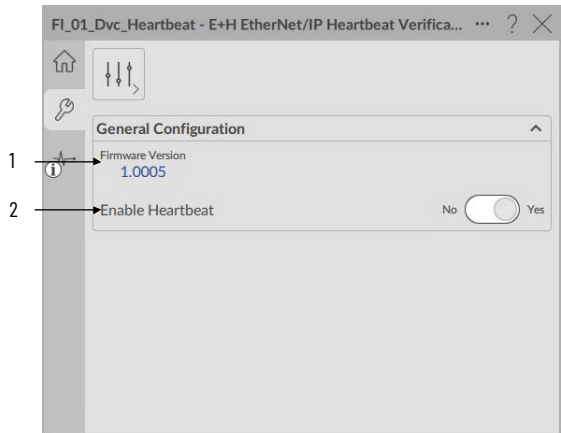 FI_01_Dvc_Heartbeat - E+H EtherNet/IP Heartbeat Verifica... ... ?
General Configuration
1
Firmware Version
1.0005
2
Enable Heartbeat No Yes
i